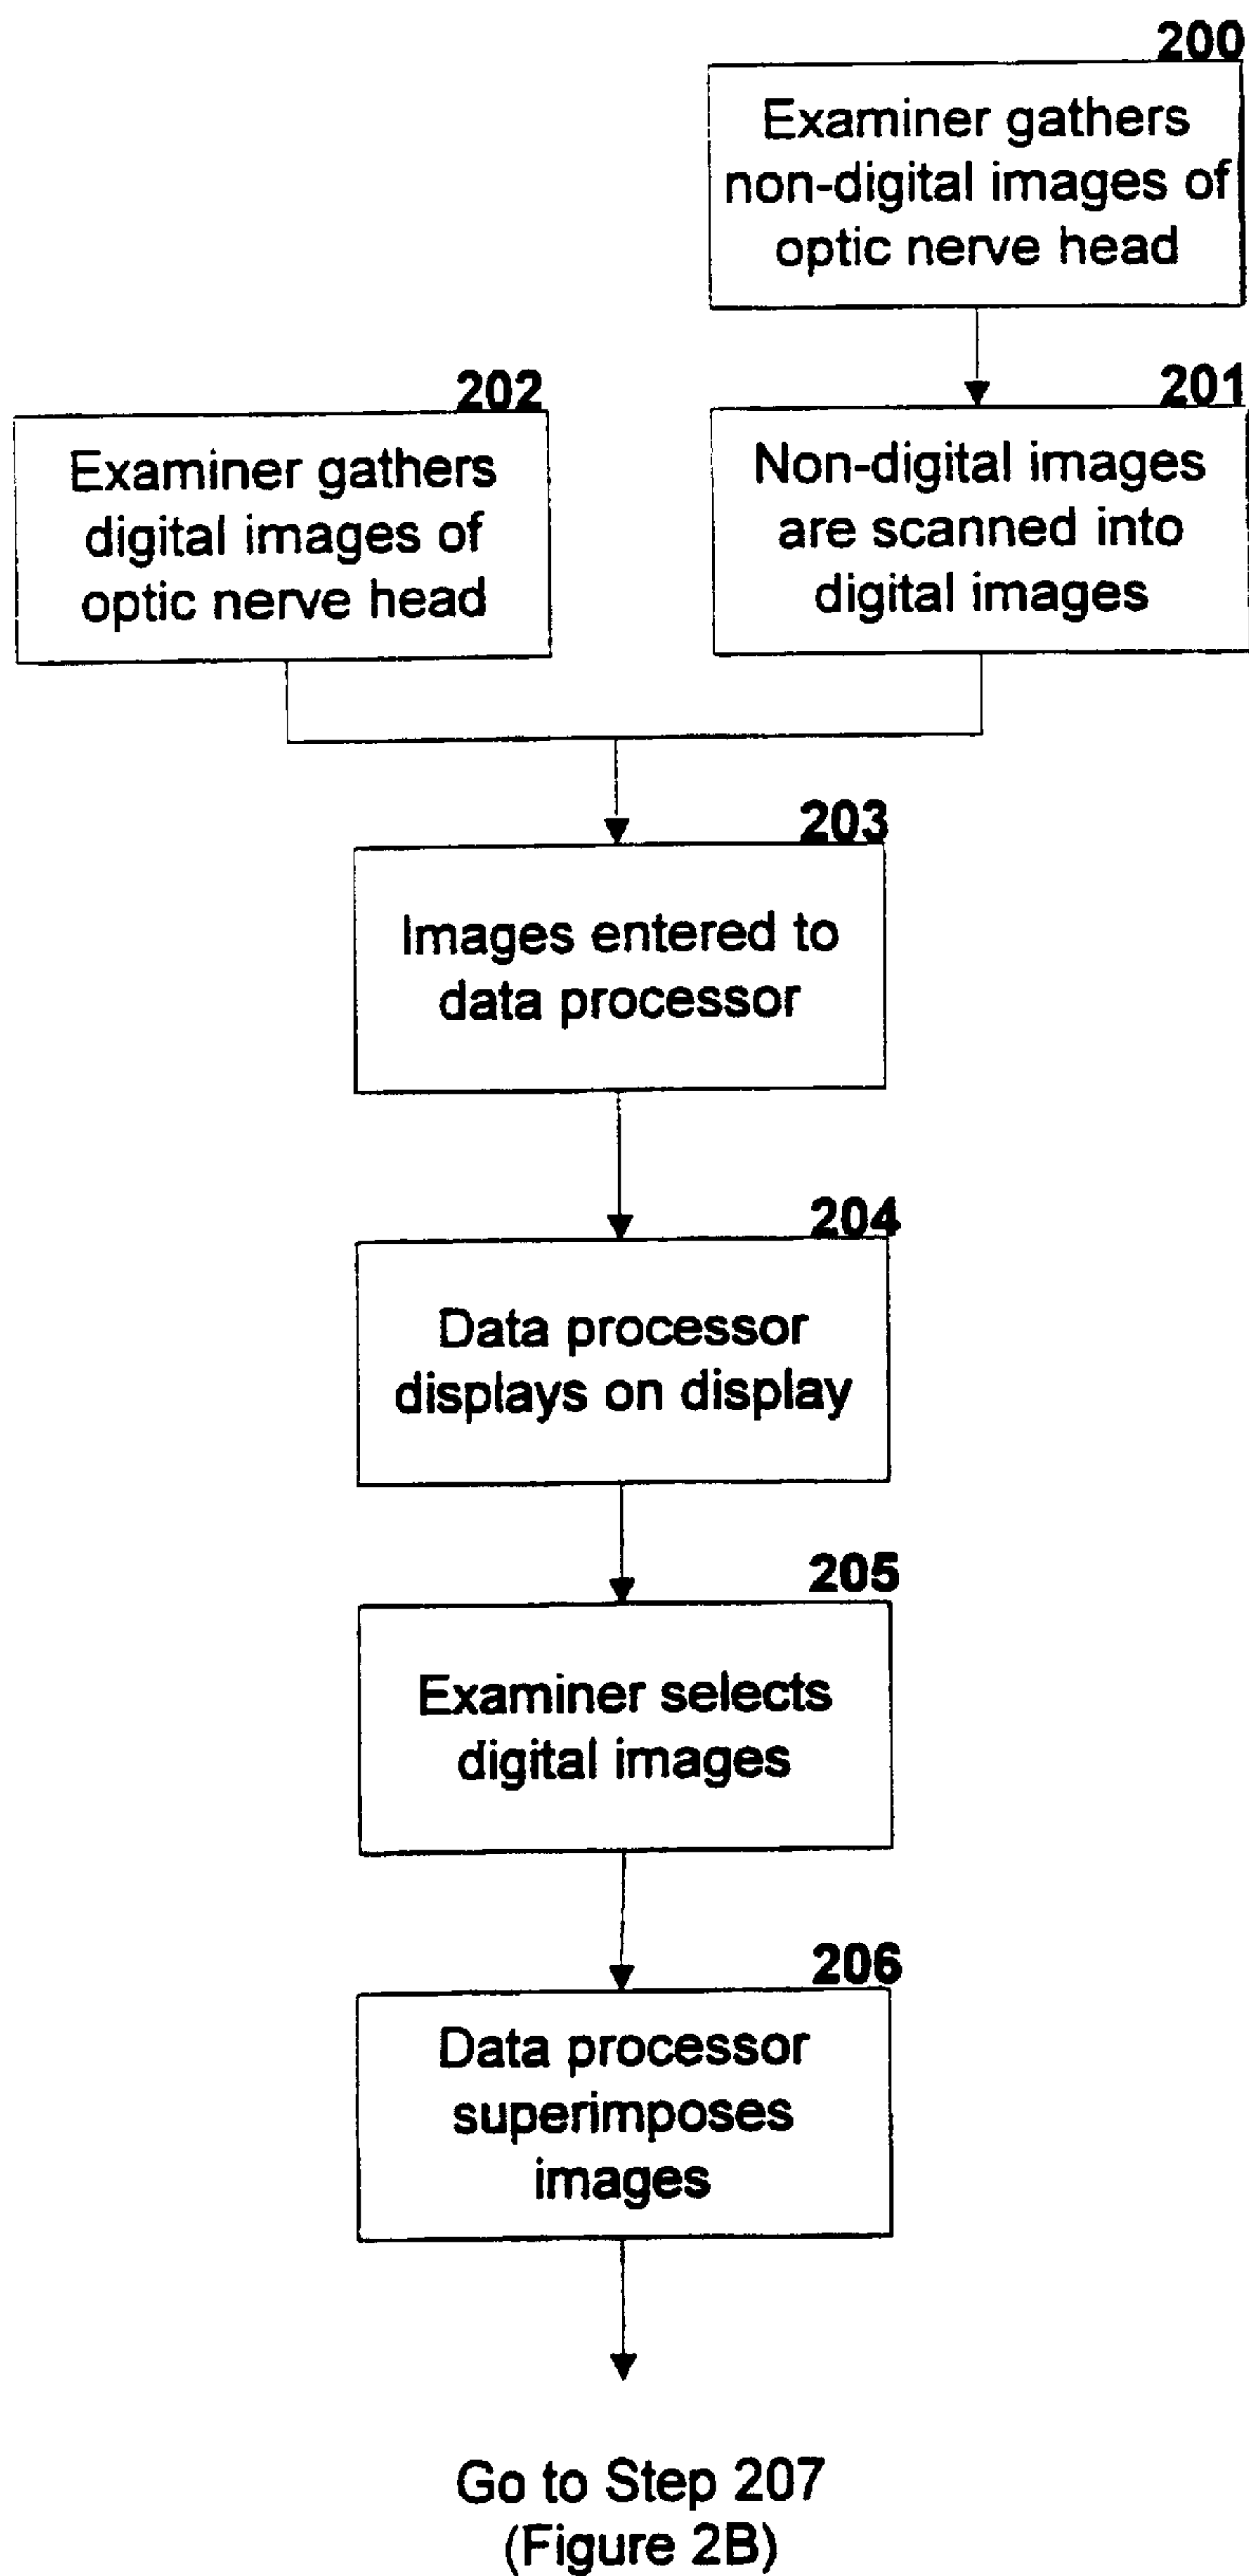 200
Examiner gathers
non-digital images of
optic nerve head
202
Examiner gathers
digital images of
optic nerve head
201
Non-digital images
are scanned into
digital images
203
Images entered to
data processor
204
Data processor
displays on display
205
Examiner selects
digital images
206
Data processor
superimposes
images
Go to Step 207
(Figure 2B)